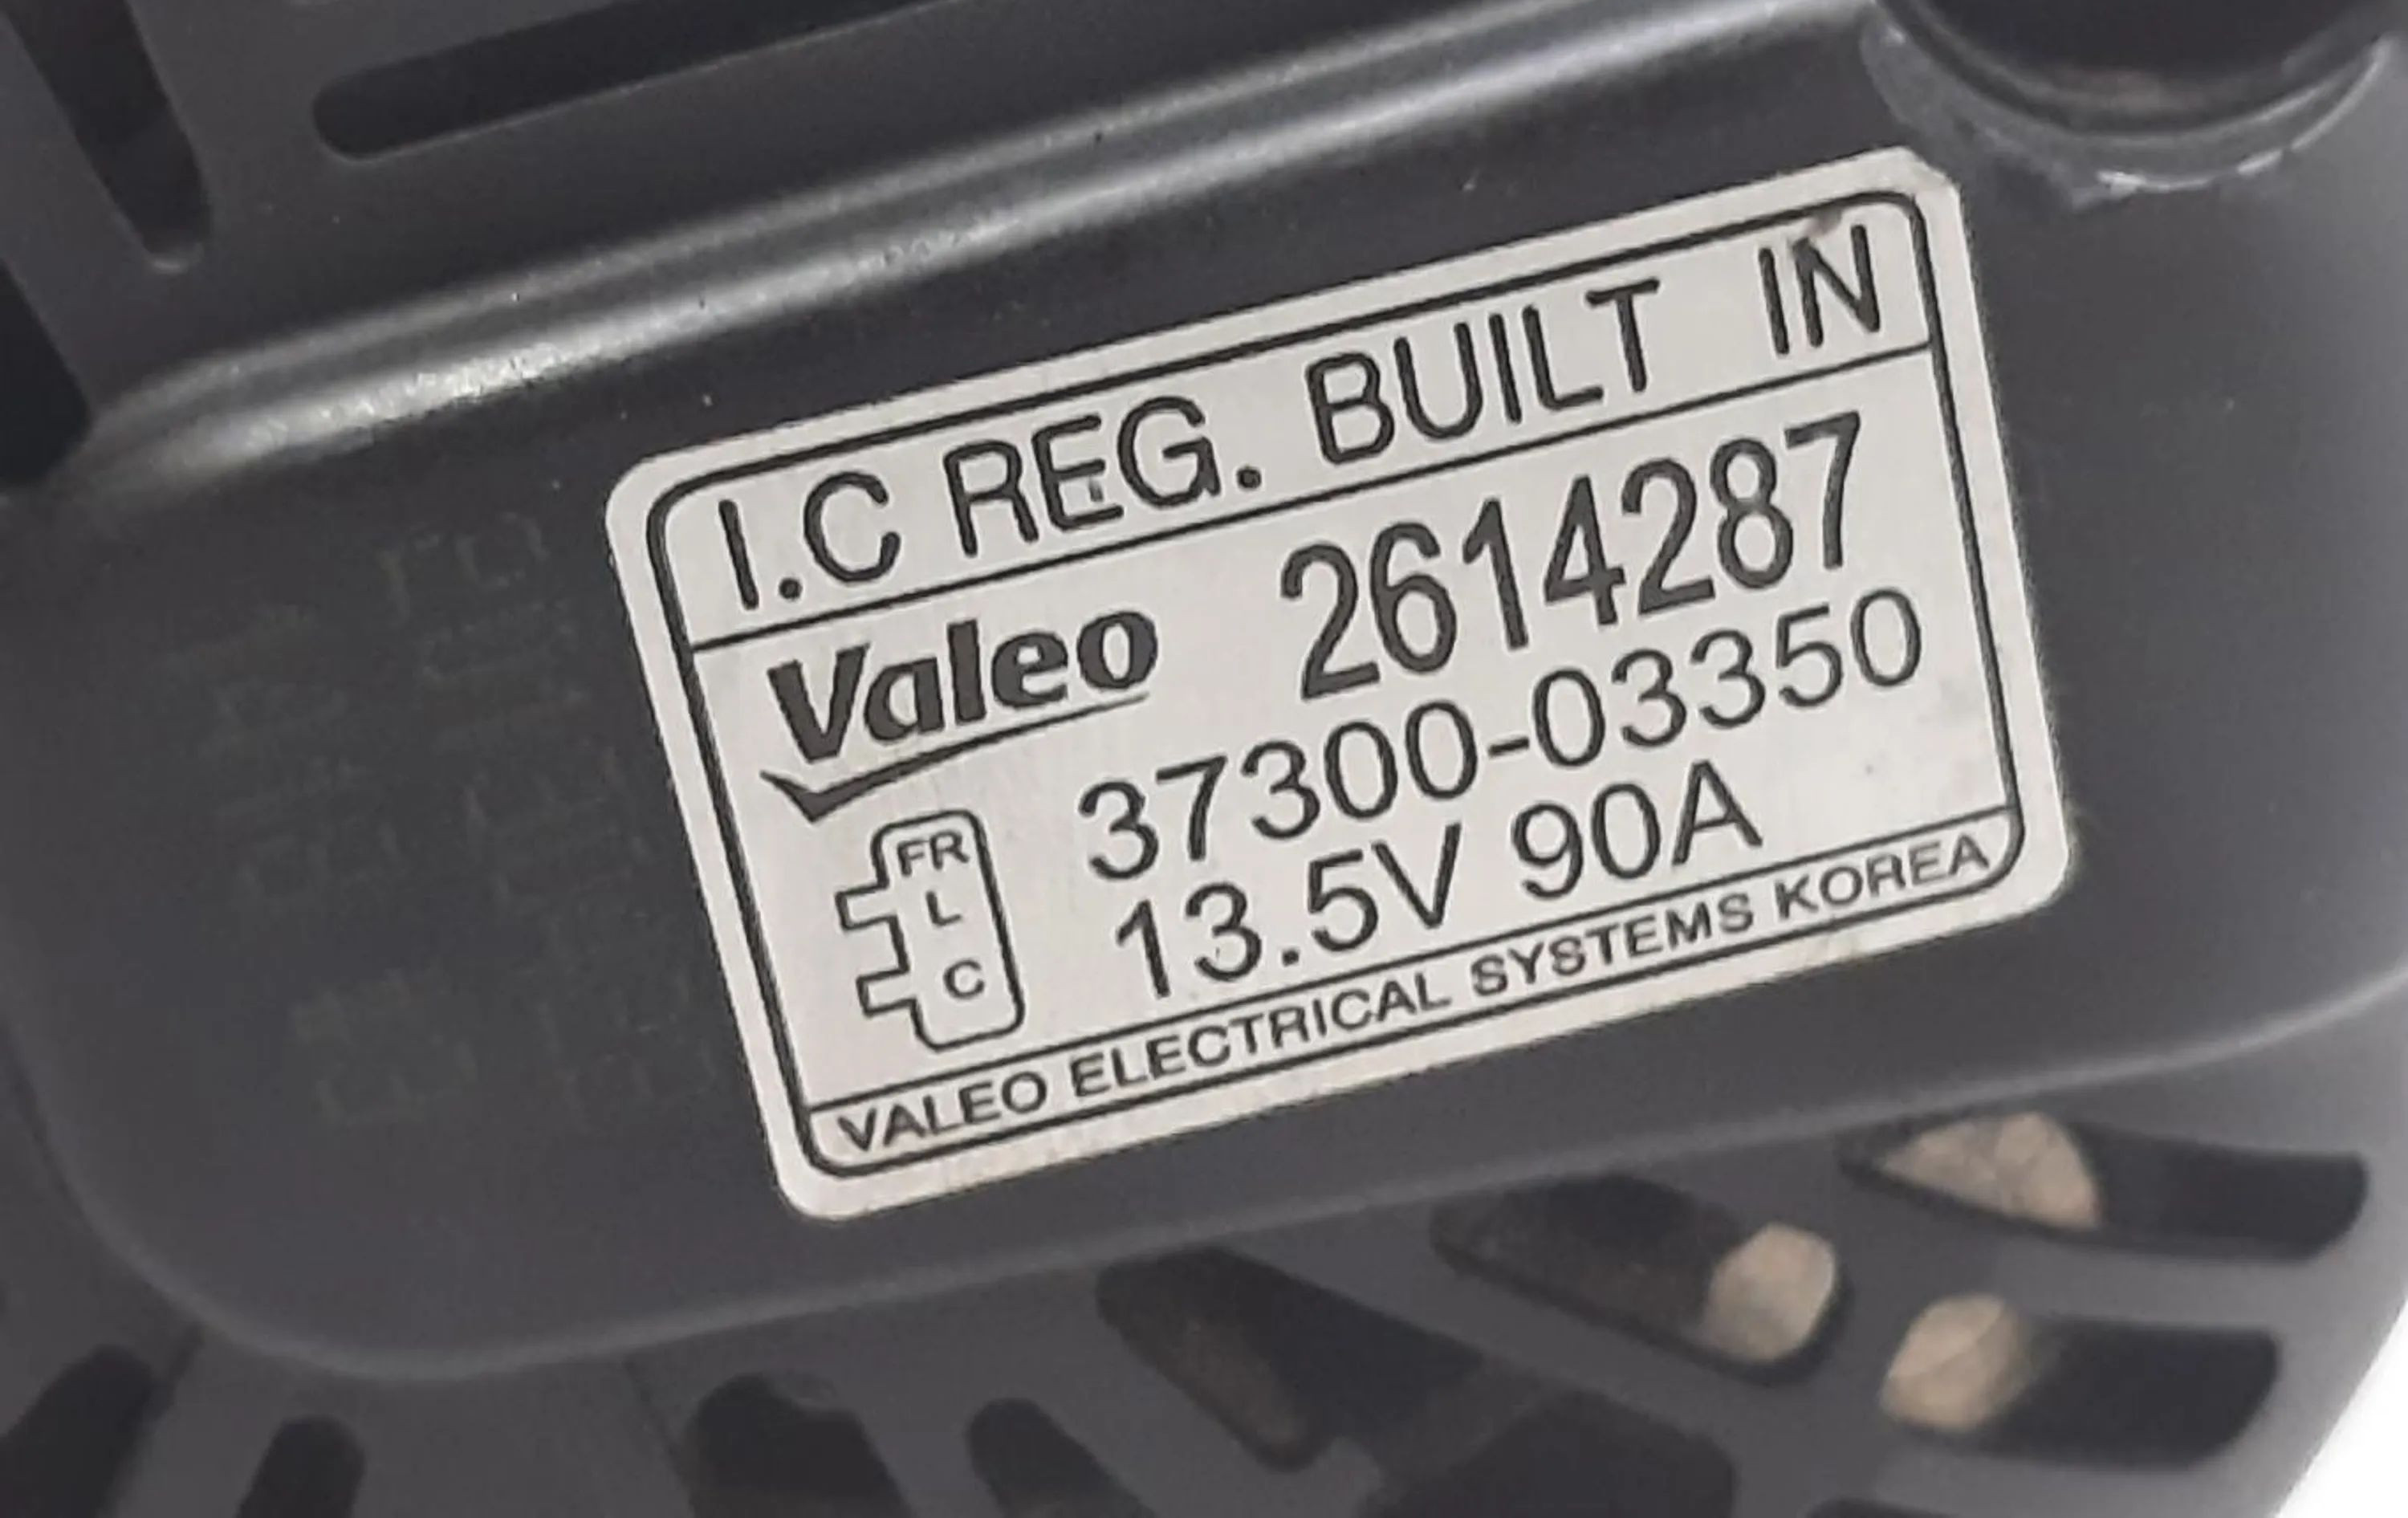 I.C REG. BUILT IN
Valeo 2614287
37300-03350
FR
L
C
13.5V 90A
VALEO ELECTRICAL SYSTEMS KOREA